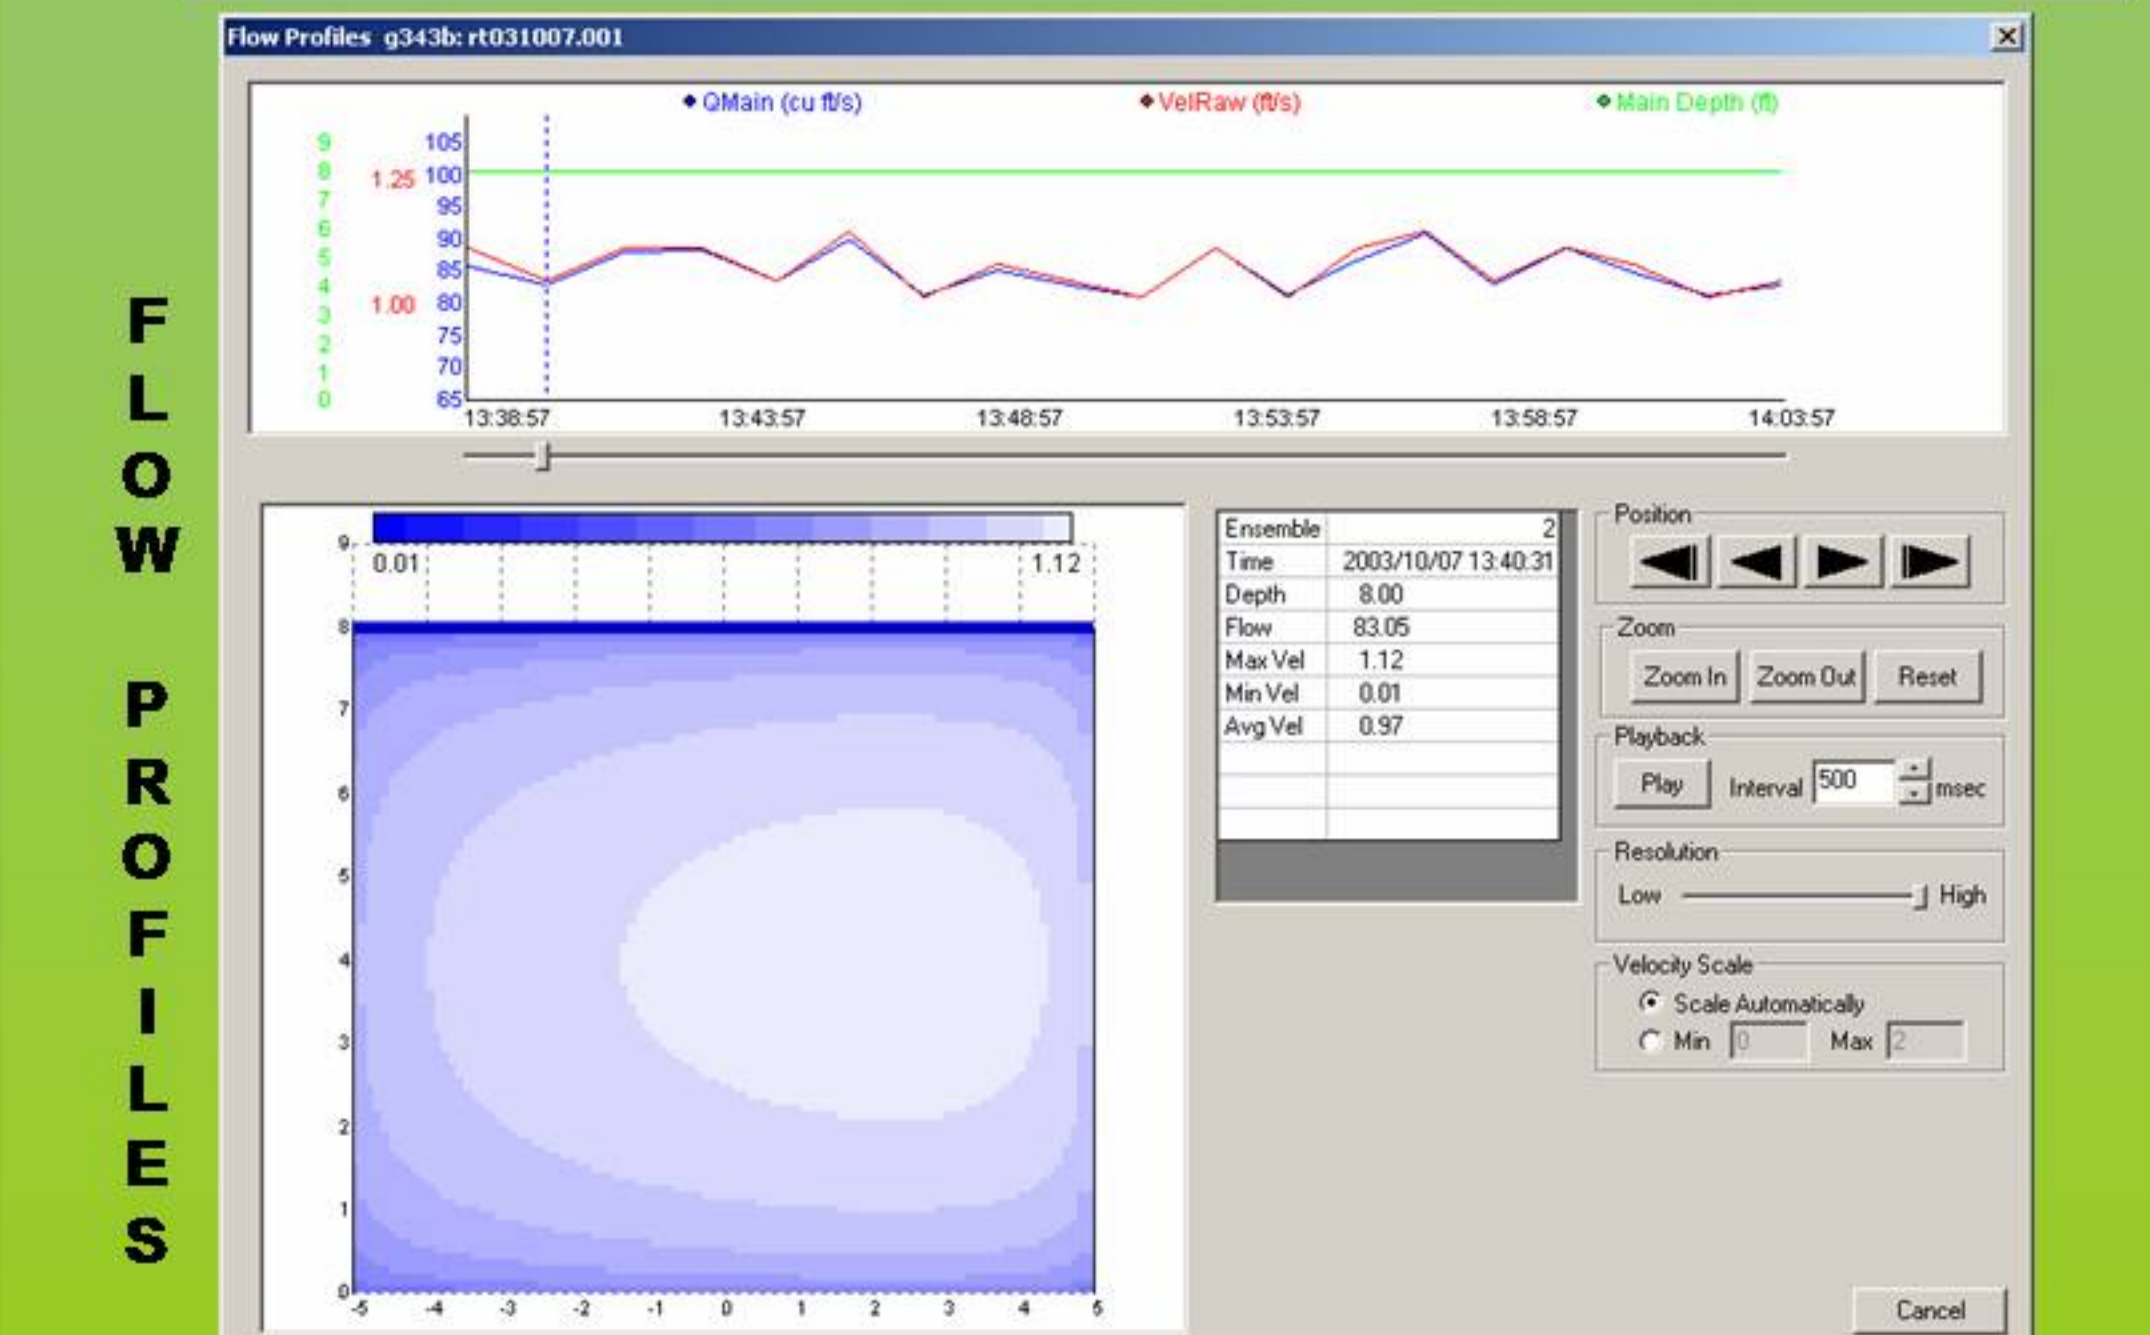 FLOW PROFILES
Flow Profiles g343b: rt031007.001
QMain (cu ft/s) VelRaw (ft/s) Main Depth (ft)
9
8
7
6
5
4
3
2
1
0
1.25
1.00
105
100
95
90
85
80
75
70
65
13:38:57 13:43:57 13:48:57 13:53:57 13:58:57 14:03:57
0.01 1.12
9
8
7
6
5
4
3
2
1
0
-5 -4 -3 -2 -1 0 1 2 3 4 5
Ensemble 2
Time 2003/10/07 13:40:31
Depth 8.00
Flow 83.05
Max Vel 1.12
Min Vel 0.01
Avg Vel 0.97
Position
Zoom
Zoom In Zoom Out Reset
Playback
Play Interval 500 msec
Resolution
Low High
Velocity Scale
Scale Automatically
Min 0 Max 2
Cancel